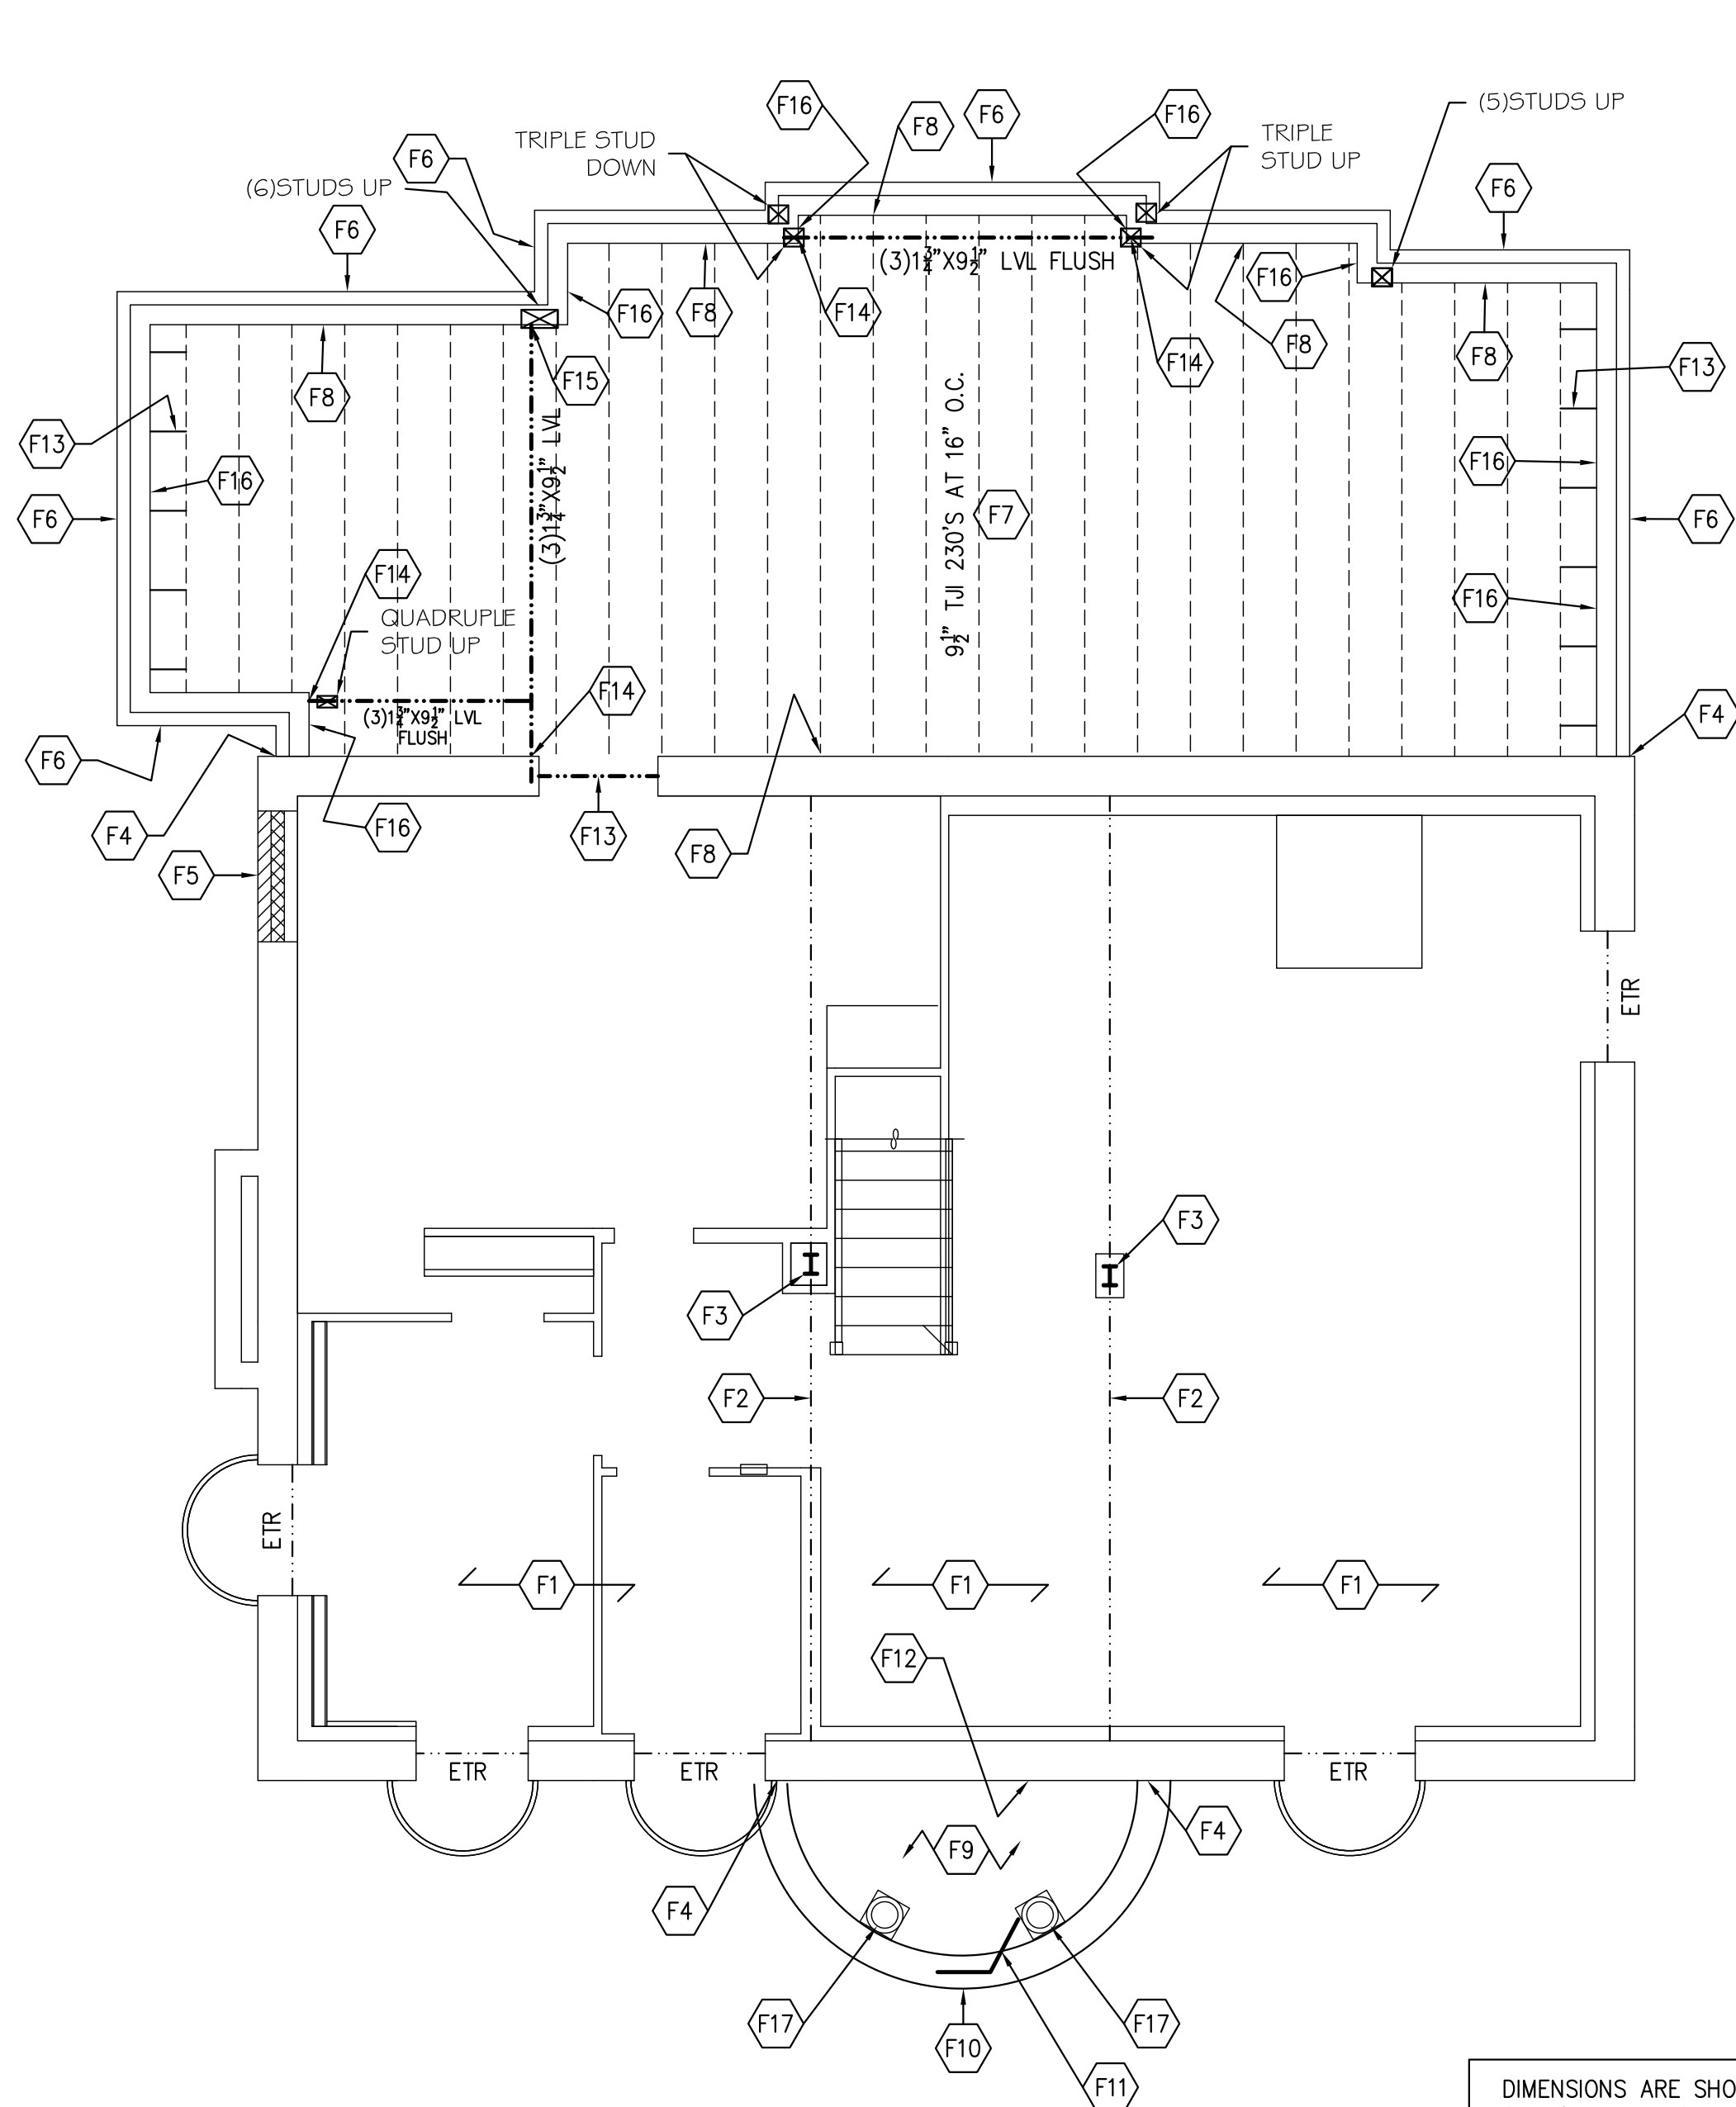 F16
F8
F6
F16
(5)STUDS UP
TRIPLE STUD
DOWN
TRIPLE
STUD UP
F6
(6)STUDS UP
F6
F6
(3)1¾"X9½" LVL FLUSH
F16
F16
F8
F14
F8
F14
F8
F13
F15
F8
F13
(3)1¾"X9½" LVL
9½" TJI 230'S AT 16" O.C.
F16
F16
F6
F7
F6
F14
QUADRUPLE
STUD UP
F16
F14
(3)1¾"X9½" LVL
FLUSH
F4
F6
F4
F16
F13
F8
F5
ETR
F3
F3
F2
F2
ETR
F1
F1
F1
F12
ETR
ETR
ETR
F9
F4
F4
F17
F17
F10
F11
DIMENSIONS ARE SHO